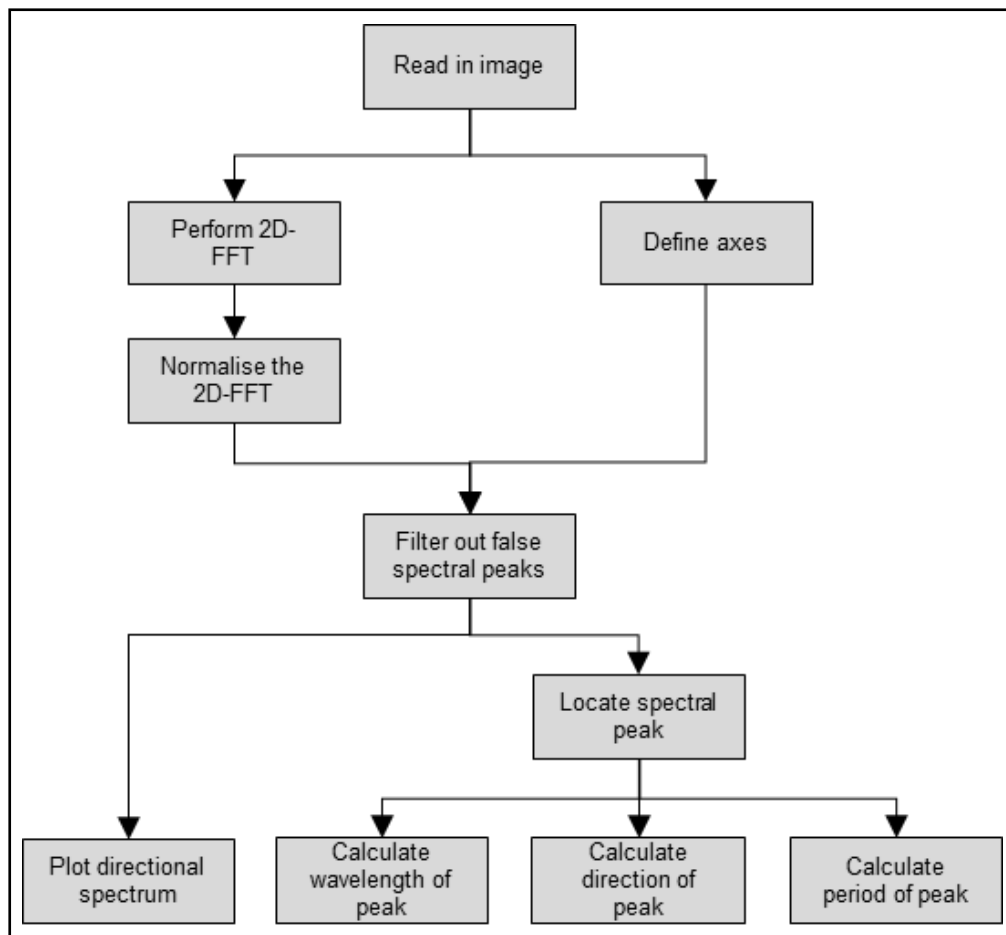 Read in image
Perform 2D-
FFT
Define axes
Normalise the
2D-FFT
Filter out false
spectral peaks
Locate spectral
peak
Plot directional
spectrum
Calculate
wavelength of
peak
Calculate
direction of
peak
Calculate
period of peak